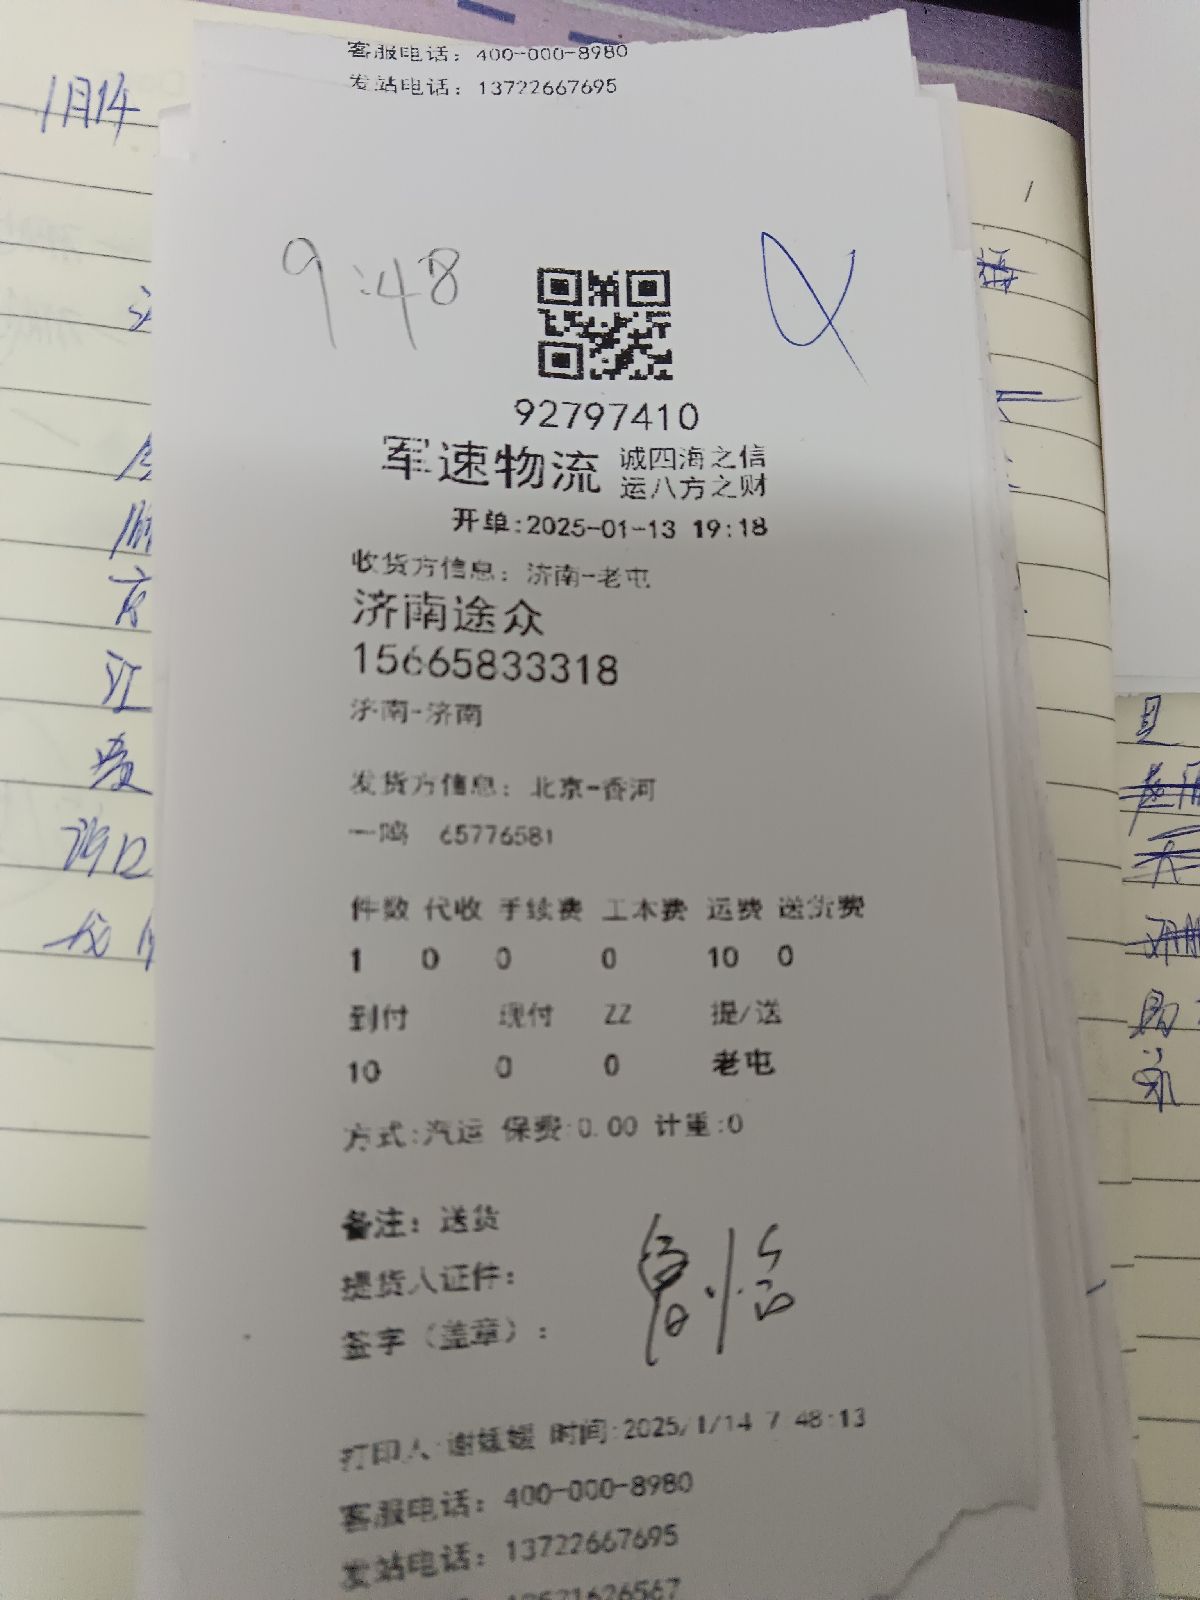 客服电话：400-000-8980
发站电话：13722667695
1月14
9:48
92797410
军速物流 诚四海之信
运八方之财
开单:2025-01-13 19:18
收货方信息：济南-老屯
济南途众
15665833318
济南-济南
发货方信息：北京-香河
一鸣 65776581
件数 代收 手续费 工本费 运费 送货费
1 0 0 0 10 0
到付 现付 ZZ 提/送
10 0 0 老屯
方式:汽运 保费:0.00 计重:0
备注：送货
提货人证件：
签字（盖章）：
打印人:谢媛媛 时间:2025/1/14 7:48:13
客服电话：400-000-8980
发站电话：13722667695